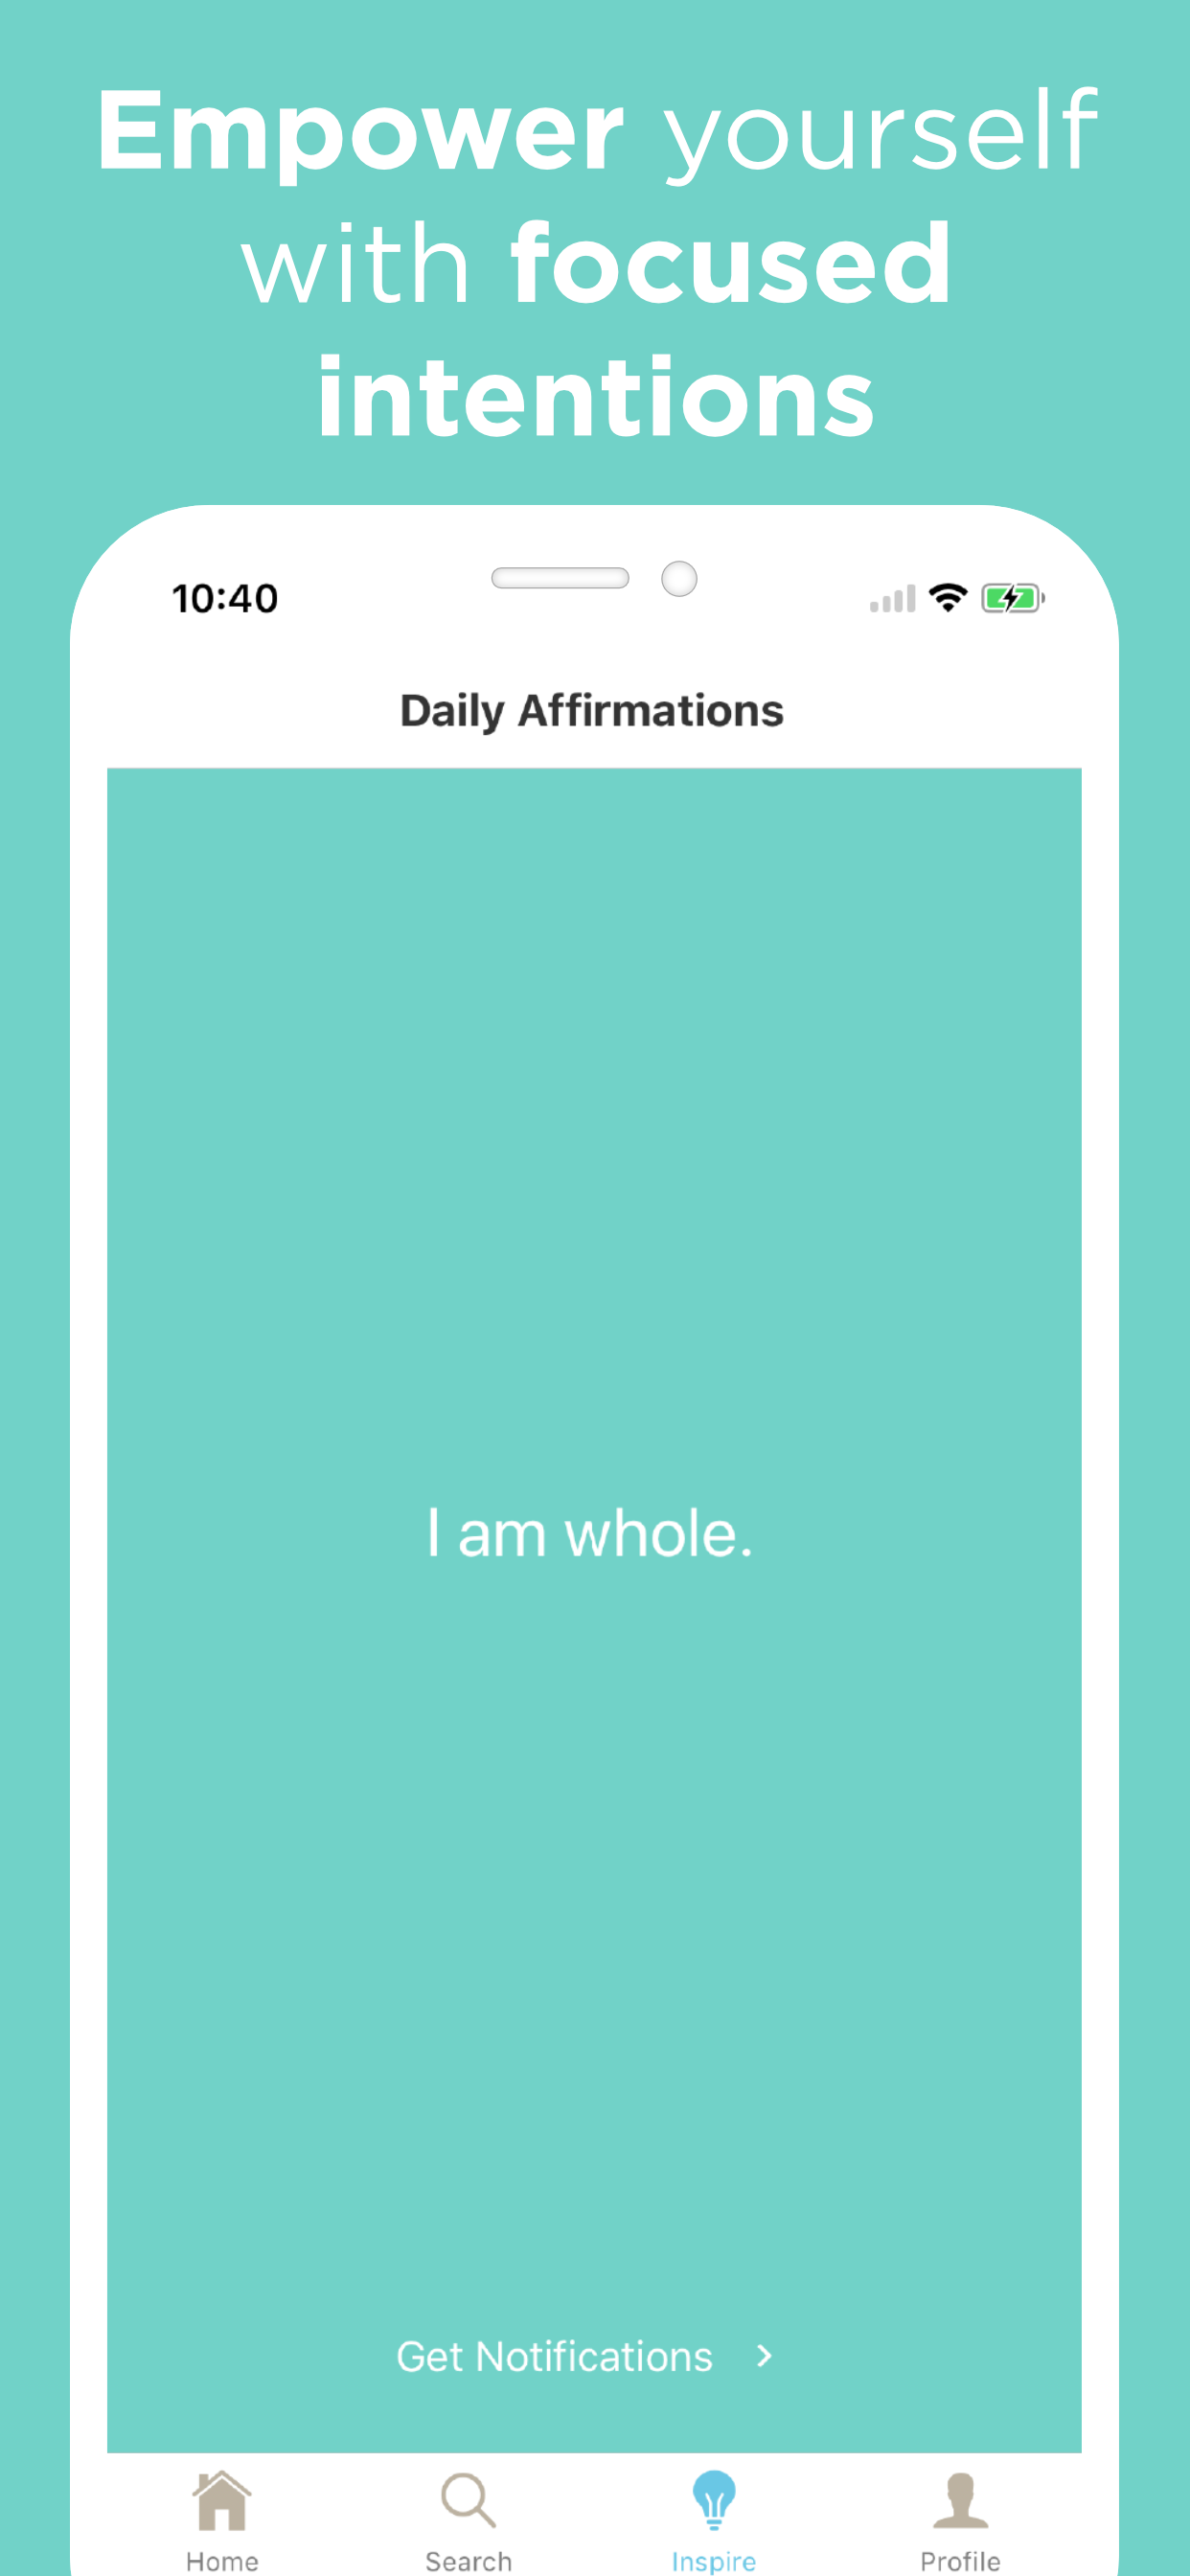 Empower yourself
with focused
intentions
10:40
Daily Affirmations
I am whole.
Get Notifications >
Home Search Inspire Profile